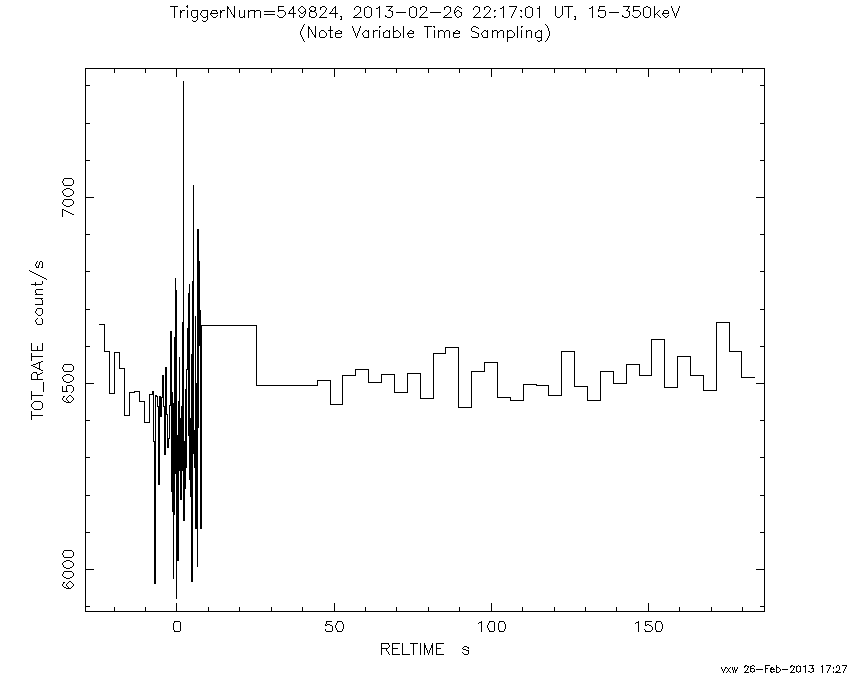 TriggerNum=549824, 2013-02-26 22:17:01 UT, 15-350keV
(Note Variable Time Sampling)
7000
6500
6000
TOT_RATE count/s
0 50 100 150
RELTIME s
vxw 26-Feb-2013 17:27